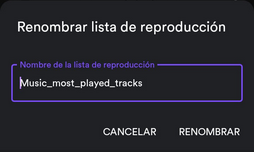 Renombrar lista de reproducción
Nombre de la lista de reproducción
Music_most_played_tracks
CANCELAR RENOMBRAR